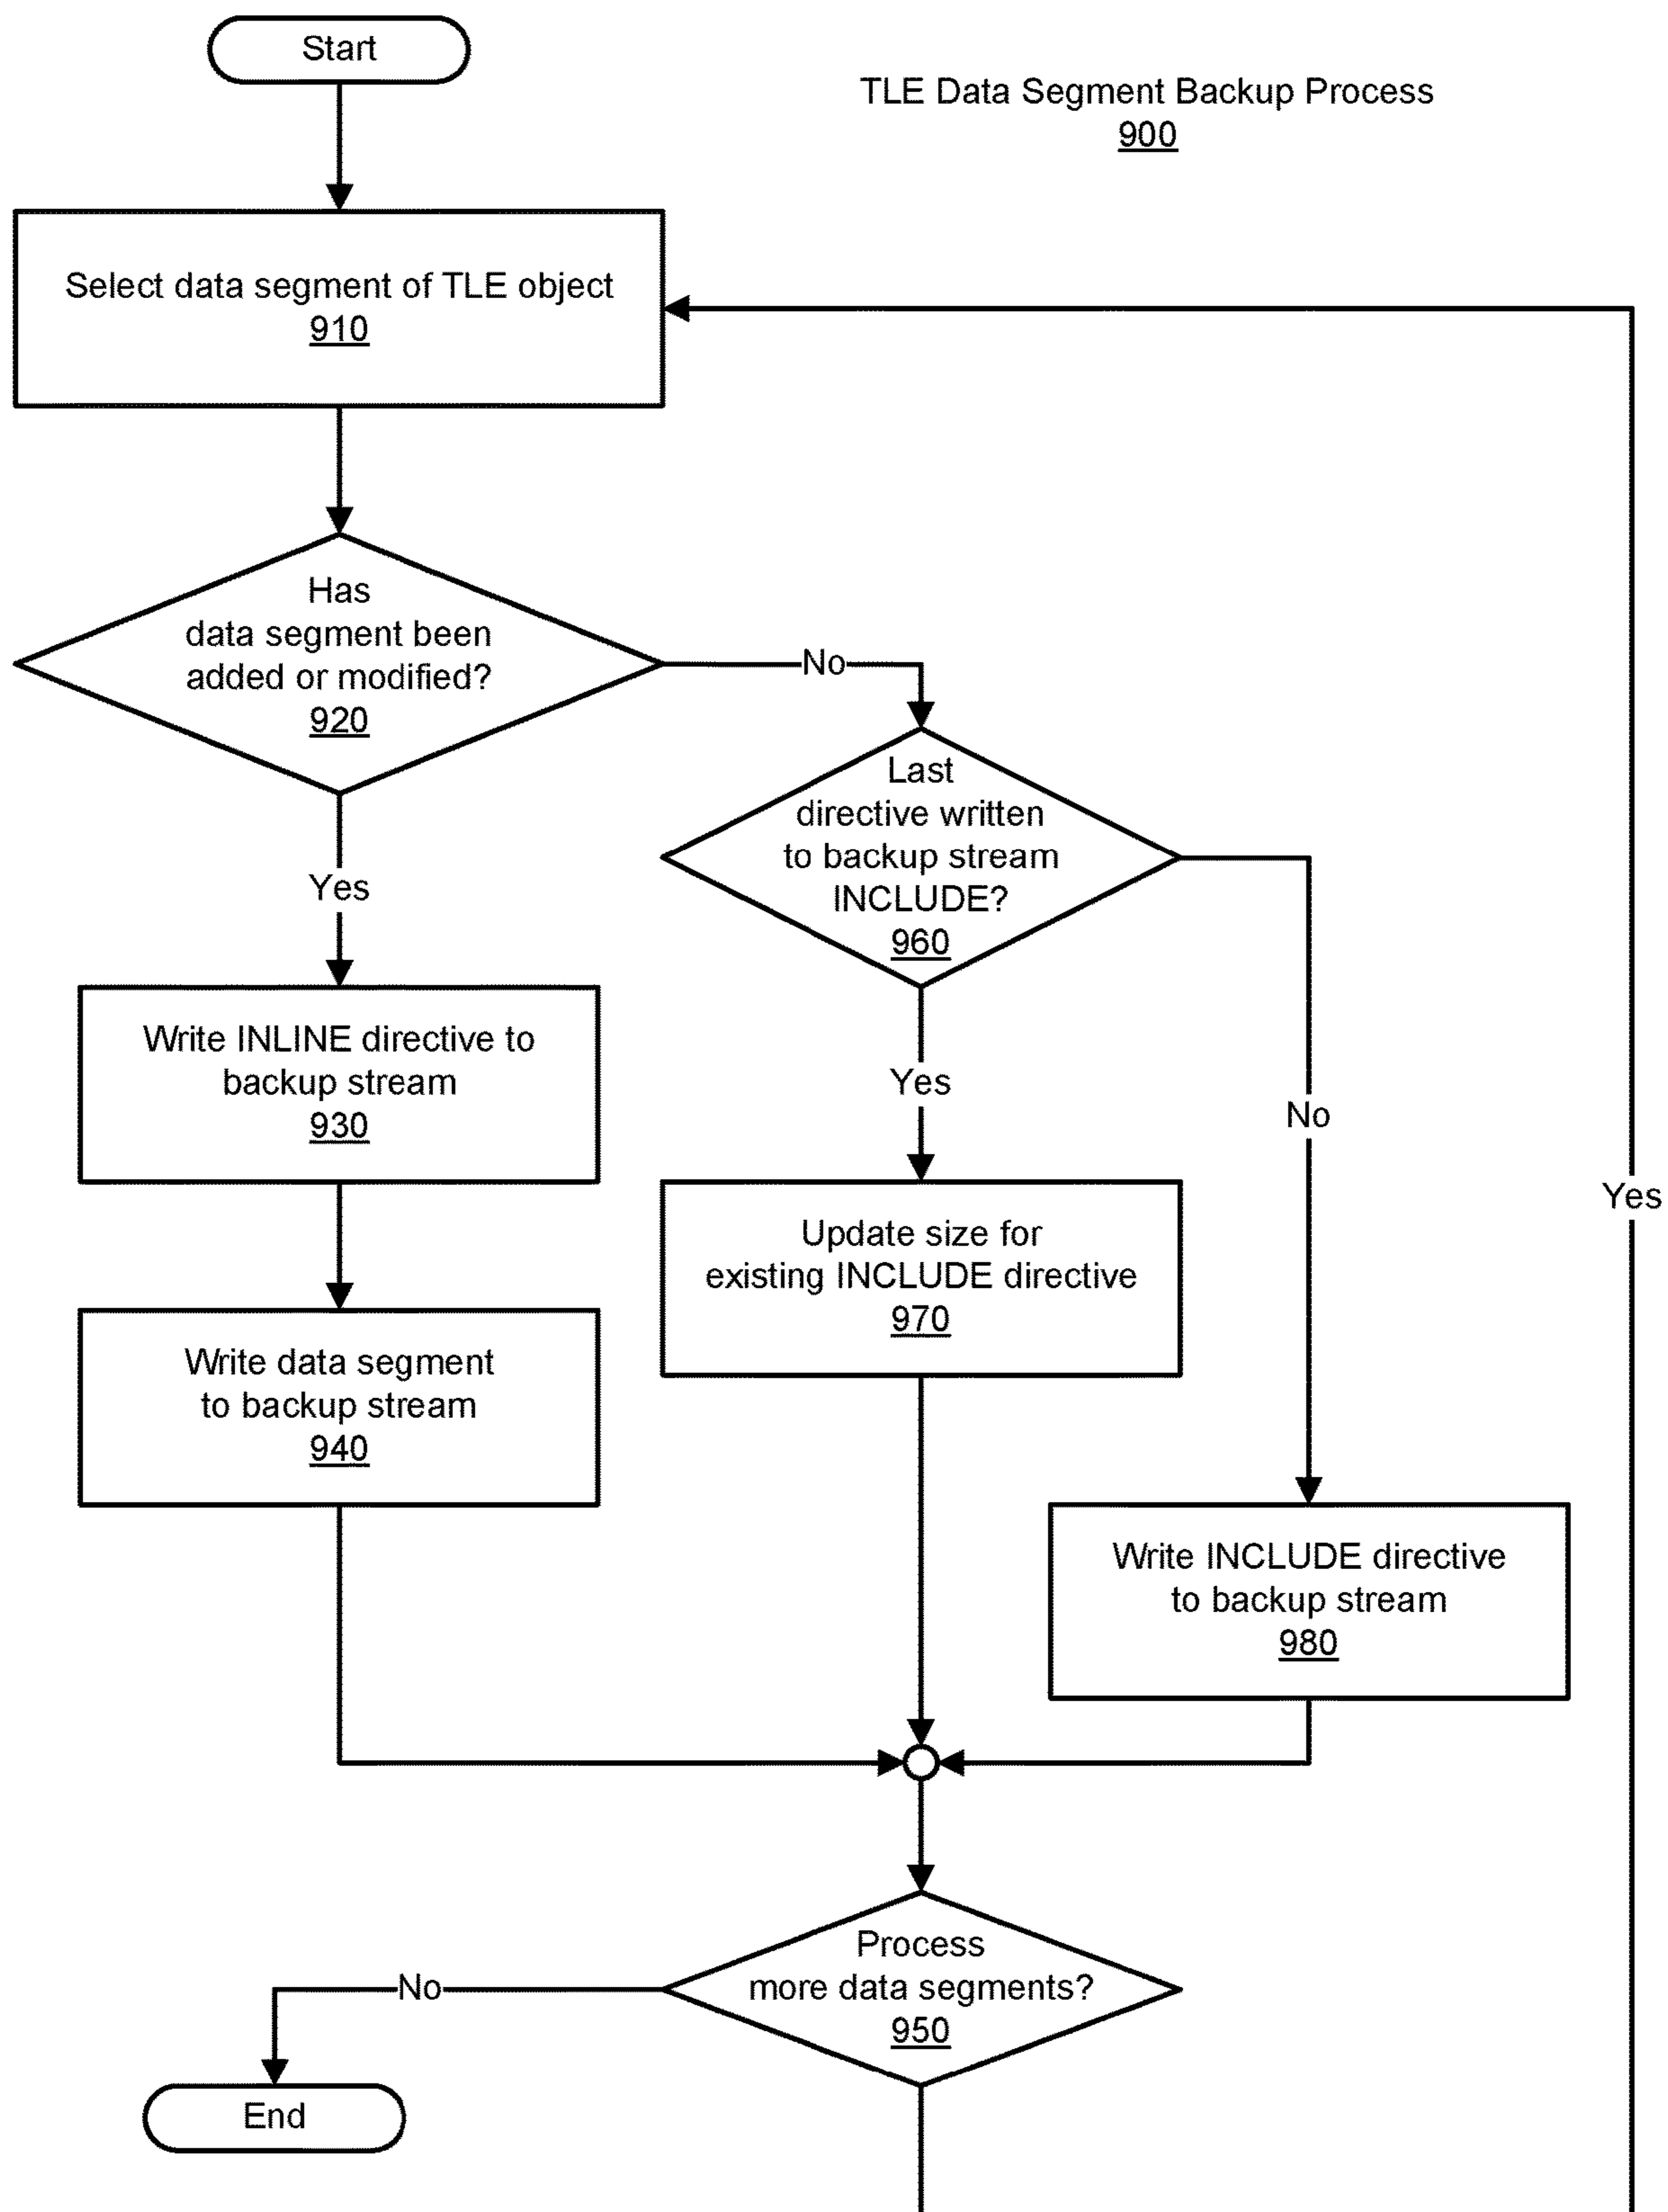 Start
TLE Data Segment Backup Process
900
Select data segment of TLE object
910
Has
data segment been
added or modified?
920
No
Last
directive written
to backup stream
INCLUDE?
960
Yes
Write INLINE directive to
backup stream
930
Yes
No
Yes
Update size for
existing INCLUDE directive
970
Write data segment
to backup stream
940
Write INCLUDE directive
to backup stream
980
Process
more data segments?
950
No
End